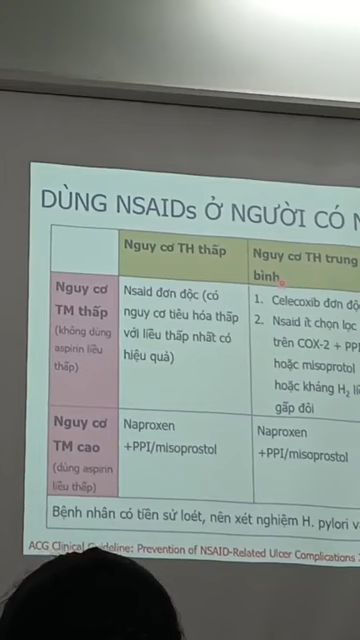 DÙNG NSAIDs Ở NGƯỜI CÓ
Nguy cơ TH thấp
Nguy cơ TH trung
bình
Nguy cơ
TM thấp
(không dùng
aspirin liều
thấp)
Nsaid đơn độc (có
nguy cơ tiêu hóa thấp
với liều thấp nhất có
hiệu quả)
1. Celecoxib đơn độ
2. Nsaid ít chọn lọc
trên COX-2 + PPI
hoặc misoprotol
hoặc kháng H₂ li
gấp đôi
Nguy cơ
TM cao
(dùng aspirin
liều thấp)
Naproxen
+PPI/misoprostol
Naproxen
+PPI/misoprostol
Bệnh nhân có tiền sử loét, nên xét nghiệm H. pylori v
ACG Clinical Guideline: Prevention of NSAID-Related Ulcer Complications